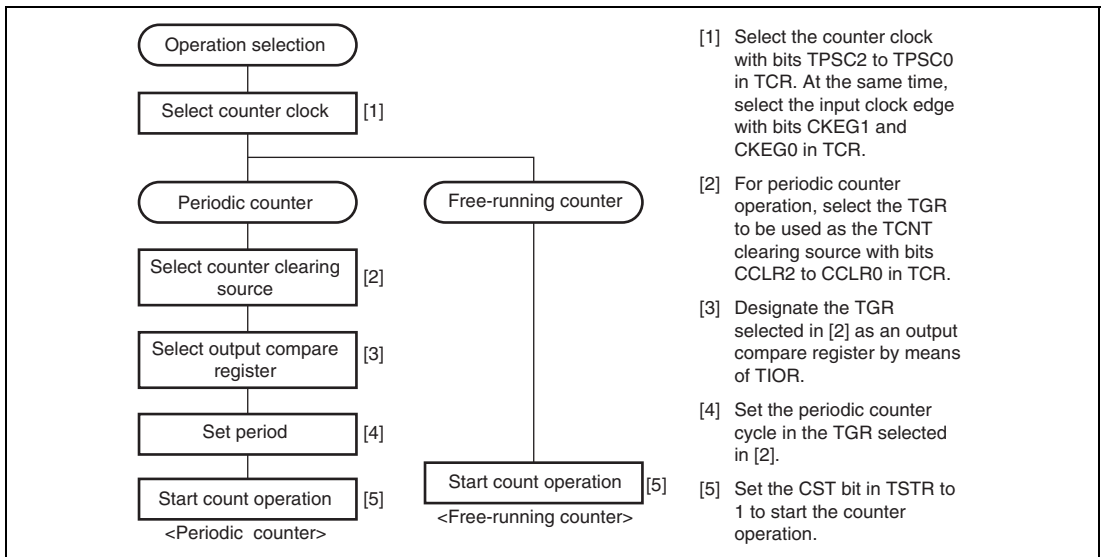 Operation selection
Select counter clock [1]
Periodic counter
Free-running counter
Select counter clearing
source
[2]
Select output compare
register
[3]
Set period [4]
Start count operation [5]
<Periodic counter>
Start count operation [5]
<Free-running counter>
[1] Select the counter clock
with bits TPSC2 to TPSC0
in TCR. At the same time,
select the input clock edge
with bits CKEG1 and
CKEG0 in TCR.
[2] For periodic counter
operation, select the TGR
to be used as the TCNT
clearing source with bits
CCLR2 to CCLR0 in TCR.
[3] Designate the TGR
selected in [2] as an output
compare register by means
of TIOR.
[4] Set the periodic counter
cycle in the TGR selected
in [2].
[5] Set the CST bit in TSTR to
1 to start the counter
operation.